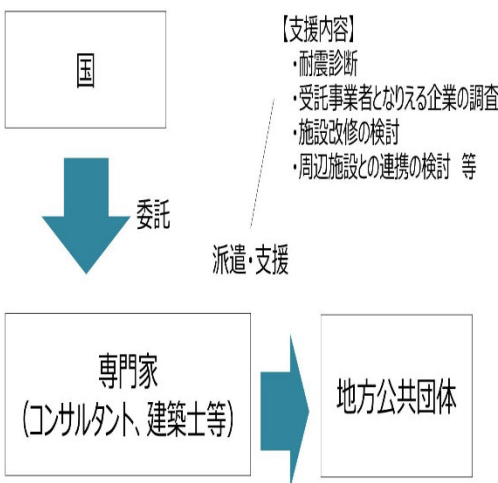 国
【支援内容】
・耐震診断
・受託事業者となりえる企業の調査
・施設改修の検討
・周辺施設との連携の検討 等
委託
派遣・支援
専門家
(コンサルタント、建築士等)
地方公共団体